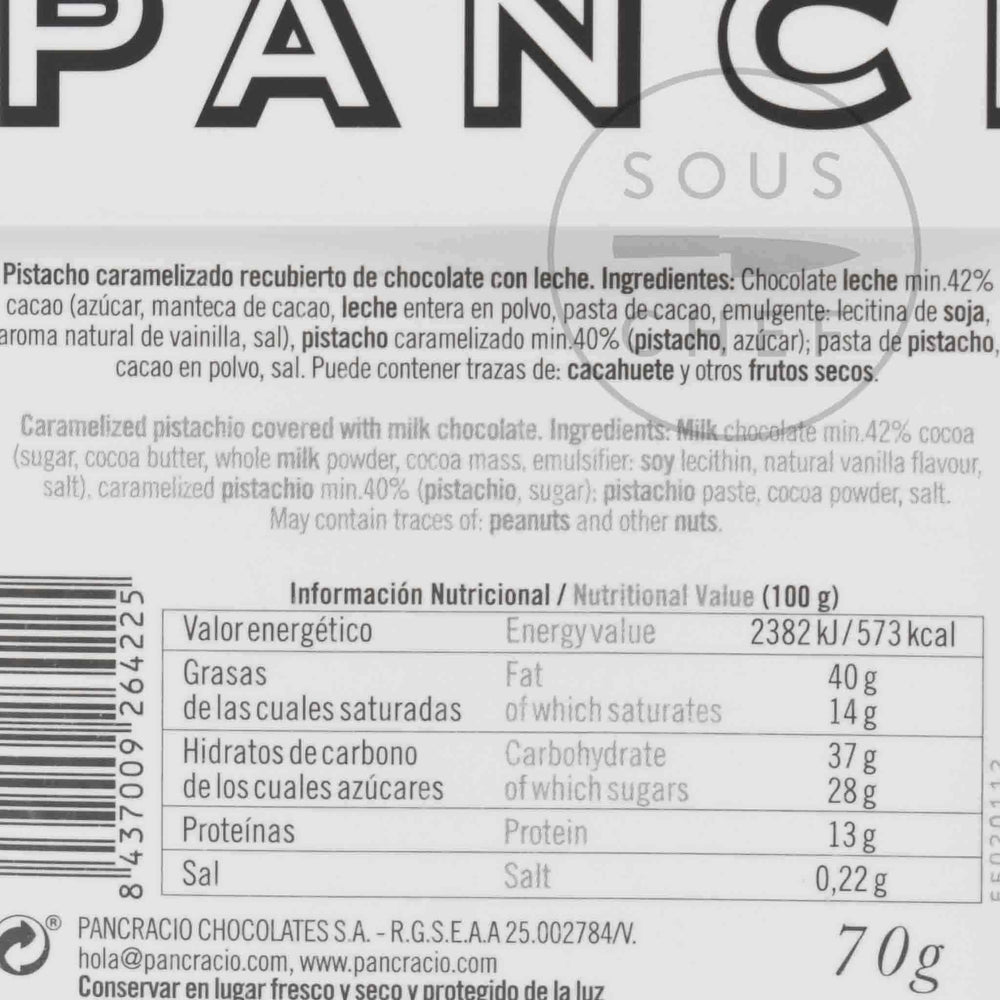 PANC
SOUS
CHEF
Pistacho caramelizado recubierto de chocolate con leche. Ingredientes: Chocolate leche min.42%
cacao (azúcar, manteca de cacao, leche entera en polvo, pasta de cacao, emulgente: lecitina de soja,
aroma natural de vainilla, sal), pistacho caramelizado min.40% (pistacho, azúcar); pasta de pistacho,
cacao en polvo, sal. Puede contener trazas de: cacahuete y otros frutos secos.
Caramelized pistachio covered with milk chocolate. Ingredients: Milk chocolate min.42% cocoa
(sugar, cocoa butter, whole milk powder, cocoa mass, emulsifier: soy lecithin, natural vanilla flavour,
salt), caramelized pistachio min.40% (pistachio, sugar); pistachio paste, cocoa powder, salt.
May contain traces of: peanuts and other nuts.
Información Nutricional / Nutritional Value (100 g)
Valor energético Energy value 2382 kJ/573 kcal
Grasas Fat 40 g
de las cuales saturadas of which saturates 14 g
Hidratos de carbono Carbohydrate 37 g
de los cuales azúcares of which sugars 28 g
Proteínas Protein 13 g
Sal Salt 0,22 g
8 437009 264225
® PANCRACIO CHOCOLATES S.A. - R.G.S.E.A.A 25.002784/V.
hola@pancracio.com, www.pancracio.com
Conservar en lugar fresco y seco y protegido de la luz
70g